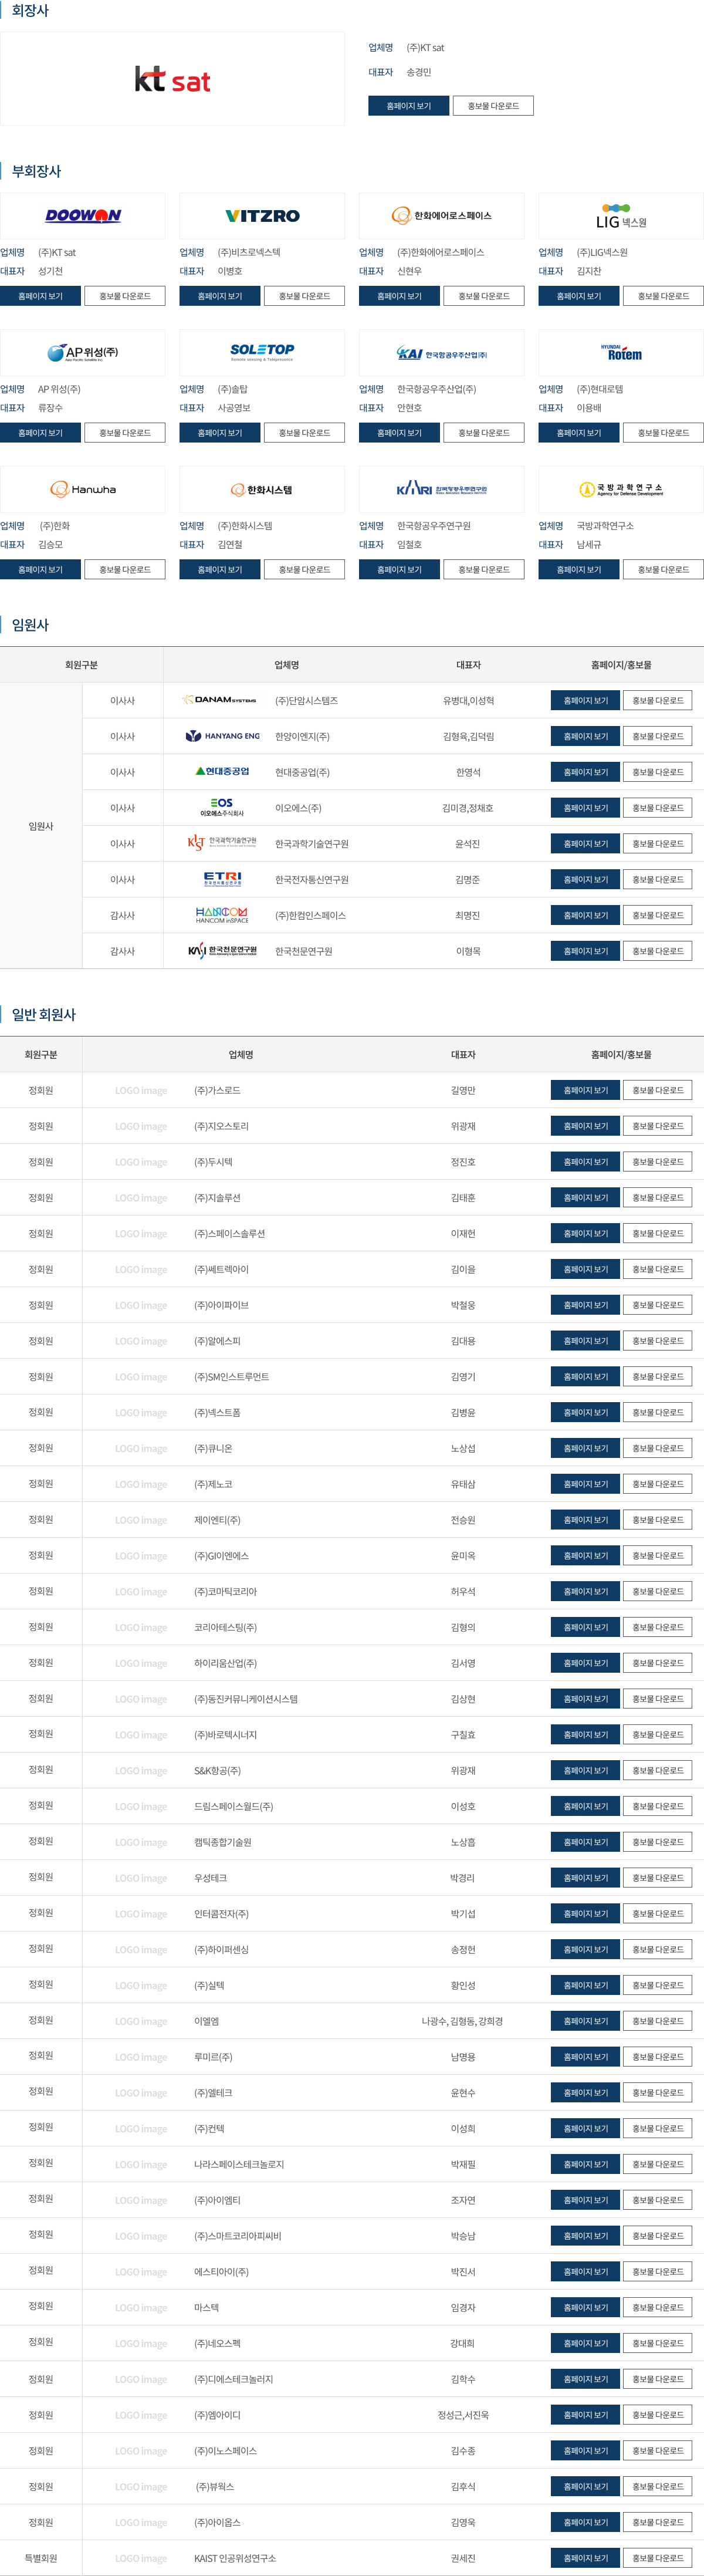 회장사
kt sat
업체명 (주)KT sat
대표자 송경민
홈페이지 보기 홍보물 다운로드
부회장사
DOOWON VITZRO 한화에어로스페이스 LIG 넥스원
업체명 (주)KT sat 업체명 (주)비츠로넥스텍 업체명 (주)한화에어로스페이스 업체명 (주)LIG넥스원
대표자 성기천 대표자 이병호 대표자 신현우 대표자 김지찬
홈페이지 보기 홍보물 다운로드 홈페이지 보기 홍보물 다운로드 홈페이지 보기 홍보물 다운로드 홈페이지 보기 홍보물 다운로드
AP위성(주) SOLETOP KAI 한국항공우주산업(주) HYUNDAI Rotem
Asia Pacific Satellite Inc. Remote sensing & Telepresence
업체명 AP 위성(주) 업체명 (주)솔탑 업체명 한국항공우주산업(주) 업체명 (주)현대로템
대표자 류장수 대표자 사공영보 대표자 안현호 대표자 이용배
홈페이지 보기 홍보물 다운로드 홈페이지 보기 홍보물 다운로드 홈페이지 보기 홍보물 다운로드 홈페이지 보기 홍보물 다운로드
Hanwha 한화시스템 KARI 한국항공우주연구원 국방과학연구소
Agency for Defense Development
업체명 (주)한화 업체명 (주)한화시스템 업체명 한국항공우주연구원 업체명 국방과학연구소
대표자 김승모 대표자 김연철 대표자 임철호 대표자 남세규
홈페이지 보기 홍보물 다운로드 홈페이지 보기 홍보물 다운로드 홈페이지 보기 홍보물 다운로드 홈페이지 보기 홍보물 다운로드
임원사
회원구분 업체명 대표자 홈페이지/홍보물
임원사
이사사 DANAM SYSTEMS (주)단암시스템즈 유병대,이성혁 홈페이지 보기 홍보물 다운로드
이사사 HANYANG ENG 한양이엔지(주) 김형육,김덕림 홈페이지 보기 홍보물 다운로드
이사사 현대중공업 현대중공업(주) 한영석 홈페이지 보기 홍보물 다운로드
이사사 EOS 이오에스주식회사 이오에스(주) 김미경,정채호 홈페이지 보기 홍보물 다운로드
이사사 KIST 한국과학기술연구원 한국과학기술연구원 윤석진 홈페이지 보기 홍보물 다운로드
이사사 ETRI 한국전자통신연구원 한국전자통신연구원 김명준 홈페이지 보기 홍보물 다운로드
감사사 HANCOM HANCOM inSPACE (주)한컴인스페이스 최명진 홈페이지 보기 홍보물 다운로드
감사사 KASI 한국천문연구원 한국천문연구원 이형목 홈페이지 보기 홍보물 다운로드
일반 회원사
회원구분 업체명 대표자 홈페이지/홍보물
정회원 LOGO image (주)가스로드 길영만 홈페이지 보기 홍보물 다운로드
정회원 LOGO image (주)지오스토리 위광재 홈페이지 보기 홍보물 다운로드
정회원 LOGO image (주)두시텍 정진호 홈페이지 보기 홍보물 다운로드
정회원 LOGO image (주)지솔루션 김태훈 홈페이지 보기 홍보물 다운로드
정회원 LOGO image (주)스페이스솔루션 이재헌 홈페이지 보기 홍보물 다운로드
정회원 LOGO image (주)쎄트렉아이 김이을 홈페이지 보기 홍보물 다운로드
정회원 LOGO image (주)아이파이브 박철웅 홈페이지 보기 홍보물 다운로드
정회원 LOGO image (주)알에스피 김대용 홈페이지 보기 홍보물 다운로드
정회원 LOGO image (주)SM인스트루먼트 김영기 홈페이지 보기 홍보물 다운로드
정회원 LOGO image (주)넥스트폼 김병윤 홈페이지 보기 홍보물 다운로드
정회원 LOGO image (주)큐니온 노상섭 홈페이지 보기 홍보물 다운로드
정회원 LOGO image (주)제노코 유태삼 홈페이지 보기 홍보물 다운로드
정회원 LOGO image 제이엔티(주) 전승원 홈페이지 보기 홍보물 다운로드
정회원 LOGO image (주)GI이엔에스 윤미옥 홈페이지 보기 홍보물 다운로드
정회원 LOGO image (주)코마틱코리아 허우석 홈페이지 보기 홍보물 다운로드
정회원 LOGO image 코리아테스팅(주) 김형의 홈페이지 보기 홍보물 다운로드
정회원 LOGO image 하이리움산업(주) 김서영 홈페이지 보기 홍보물 다운로드
정회원 LOGO image (주)동진커뮤니케이션시스템 김상현 홈페이지 보기 홍보물 다운로드
정회원 LOGO image (주)바로텍시너지 구칠효 홈페이지 보기 홍보물 다운로드
정회원 LOGO image S&K항공(주) 위광재 홈페이지 보기 홍보물 다운로드
정회원 LOGO image 드림스페이스월드(주) 이성호 홈페이지 보기 홍보물 다운로드
정회원 LOGO image 캠틱종합기술원 노상흡 홈페이지 보기 홍보물 다운로드
정회원 LOGO image 우성테크 박경리 홈페이지 보기 홍보물 다운로드
정회원 LOGO image 인터콤전자(주) 박기섭 홈페이지 보기 홍보물 다운로드
정회원 LOGO image (주)하이퍼센싱 송정헌 홈페이지 보기 홍보물 다운로드
정회원 LOGO image (주)실텍 황인성 홈페이지 보기 홍보물 다운로드
정회원 LOGO image 이엘엠 나광수, 김형동, 강희경 홈페이지 보기 홍보물 다운로드
정회원 LOGO image 루미르(주) 남명용 홈페이지 보기 홍보물 다운로드
정회원 LOGO image (주)엘테크 윤현수 홈페이지 보기 홍보물 다운로드
정회원 LOGO image (주)컨텍 이성희 홈페이지 보기 홍보물 다운로드
정회원 LOGO image 나라스페이스테크놀로지 박재필 홈페이지 보기 홍보물 다운로드
정회원 LOGO image (주)아이엠티 조자연 홈페이지 보기 홍보물 다운로드
정회원 LOGO image (주)스마트코리아피씨비 박승남 홈페이지 보기 홍보물 다운로드
정회원 LOGO image 에스티아이(주) 박진서 홈페이지 보기 홍보물 다운로드
정회원 LOGO image 마스텍 임경자 홈페이지 보기 홍보물 다운로드
정회원 LOGO image (주)네오스펙 강대희 홈페이지 보기 홍보물 다운로드
정회원 LOGO image (주)디에스테크놀러지 김학수 홈페이지 보기 홍보물 다운로드
정회원 LOGO image (주)엠아이디 정성근,서진욱 홈페이지 보기 홍보물 다운로드
정회원 LOGO image (주)이노스페이스 김수종 홈페이지 보기 홍보물 다운로드
정회원 LOGO image (주)뷰웍스 김후식 홈페이지 보기 홍보물 다운로드
정회원 LOGO image (주)아이옵스 김영욱 홈페이지 보기 홍보물 다운로드
특별회원 LOGO image KAIST 인공위성연구소 권세진 홈페이지 보기 홍보물 다운로드